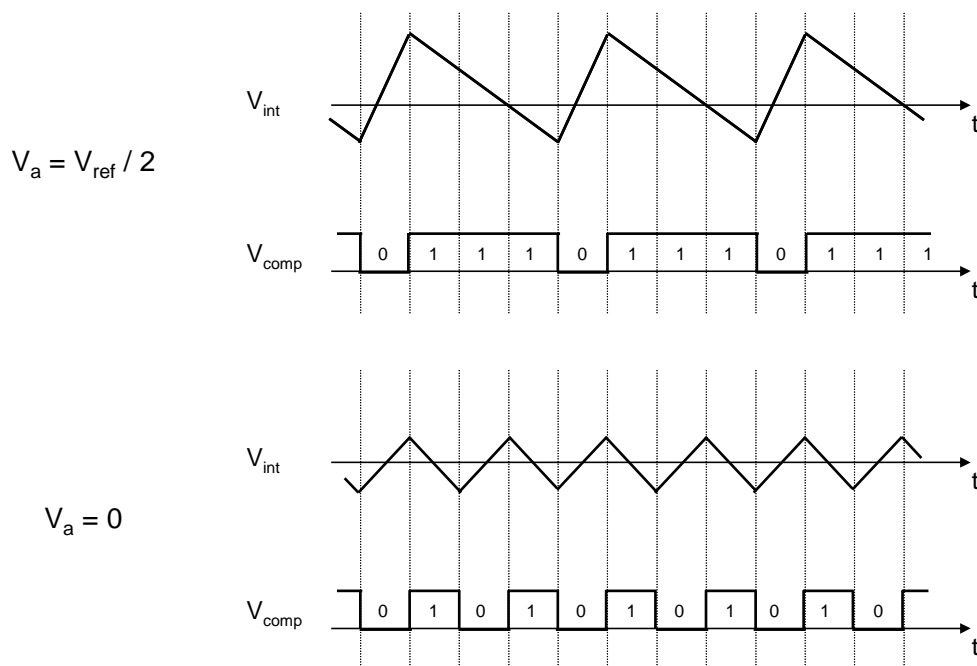 V_int
t
V_a = V_ref / 2
V_comp
0 1 1 1 0 1 1 1 0 1 1 1
t
V_int
t
V_a = 0
V_comp
0 1 0 1 0 1 0 1 0 1 0
t